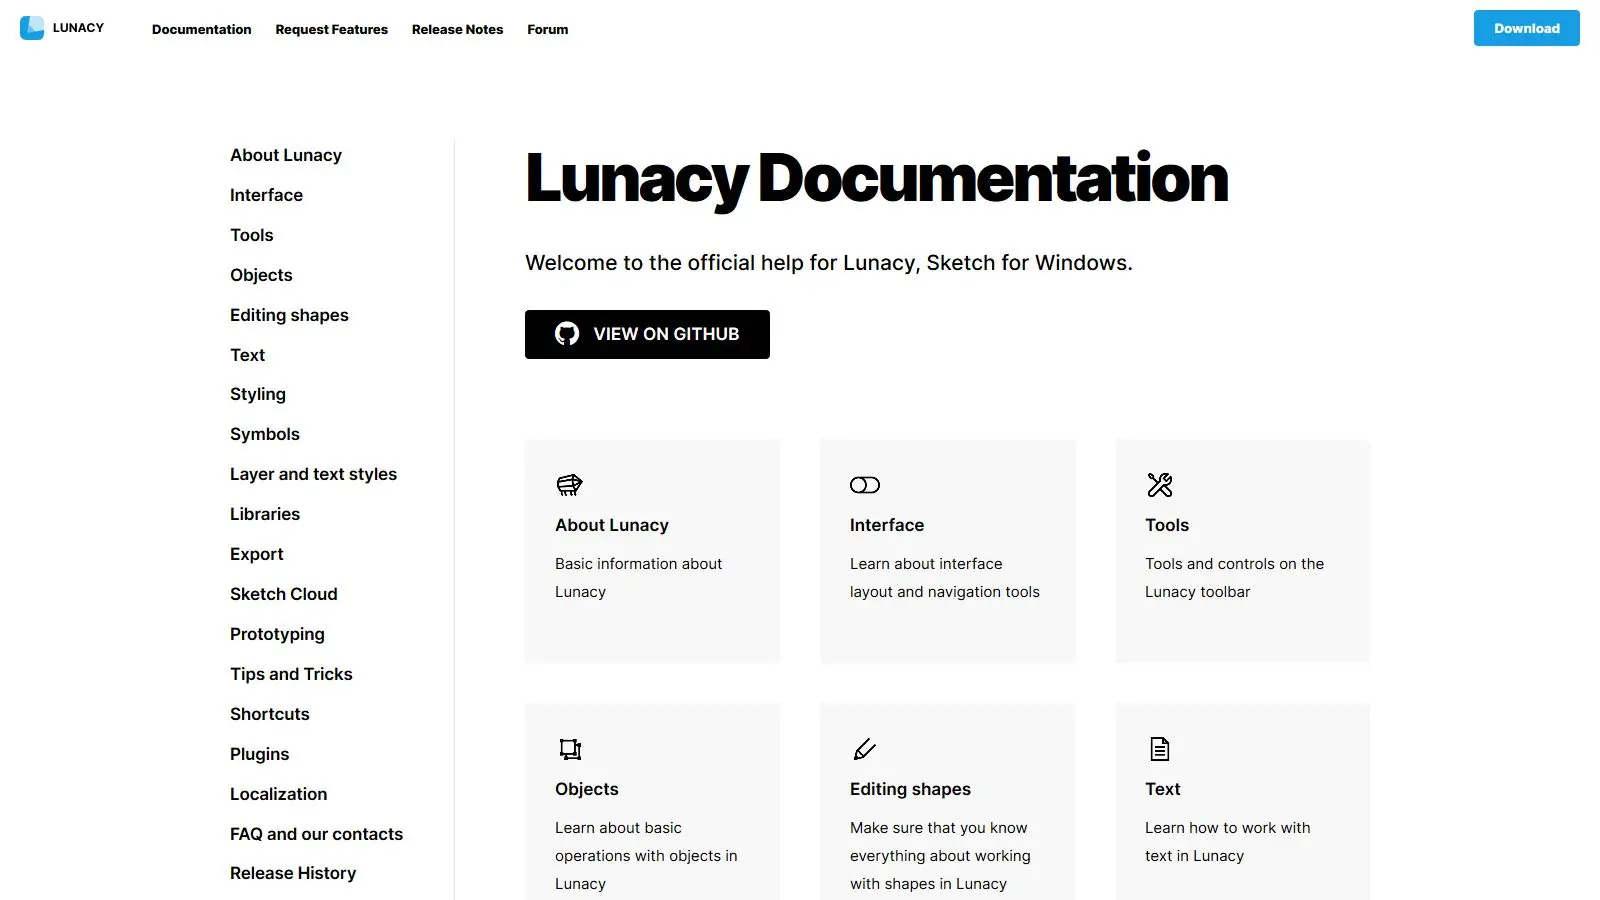 LUNACY
Documentation
Request Features
Release Notes
Forum
Download
About Lunacy
Interface
Tools
Objects
Editing shapes
Text
Styling
Symbols
Layer and text styles
Libraries
Export
Sketch Cloud
Prototyping
Tips and Tricks
Shortcuts
Plugins
Localization
FAQ and our contacts
Release History
Lunacy Documentation
Welcome to the official help for Lunacy, Sketch for Windows.
VIEW ON GITHUB
About Lunacy
Basic information about
Lunacy
Interface
Learn about interface
layout and navigation tools
Tools
Tools and controls on the
Lunacy toolbar
Objects
Learn about basic
operations with objects in
Lunacy
Editing shapes
Make sure that you know
everything about working
with shapes in Lunacy
Text
Learn how to work with
text in Lunacy